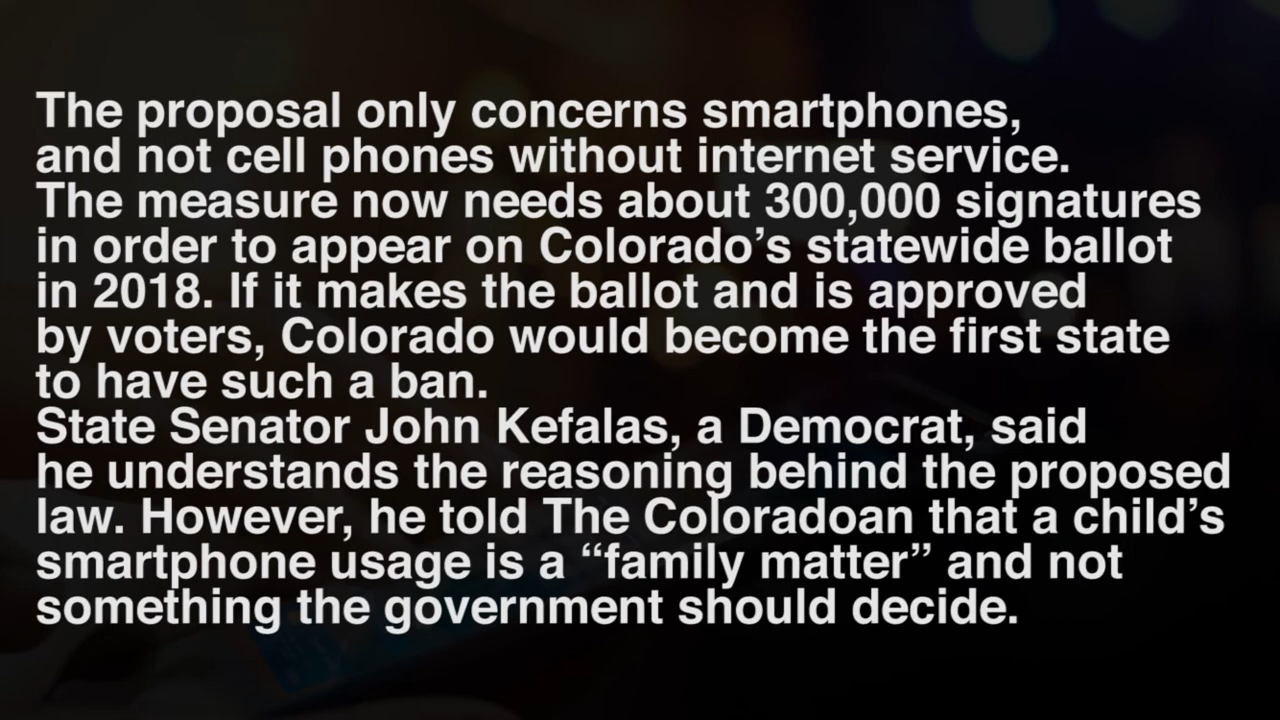 The proposal only concerns smartphones,
and not cell phones without internet service.
The measure now needs about 300,000 signatures
in order to appear on Colorado’s statewide ballot
in 2018. If it makes the ballot and is approved
by voters, Colorado would become the first state
to have such a ban.
State Senator John Kefalas, a Democrat, said
he understands the reasoning behind the proposed
law. However, he told The Coloradoan that a child’s
smartphone usage is a “family matter” and not
something the government should decide.